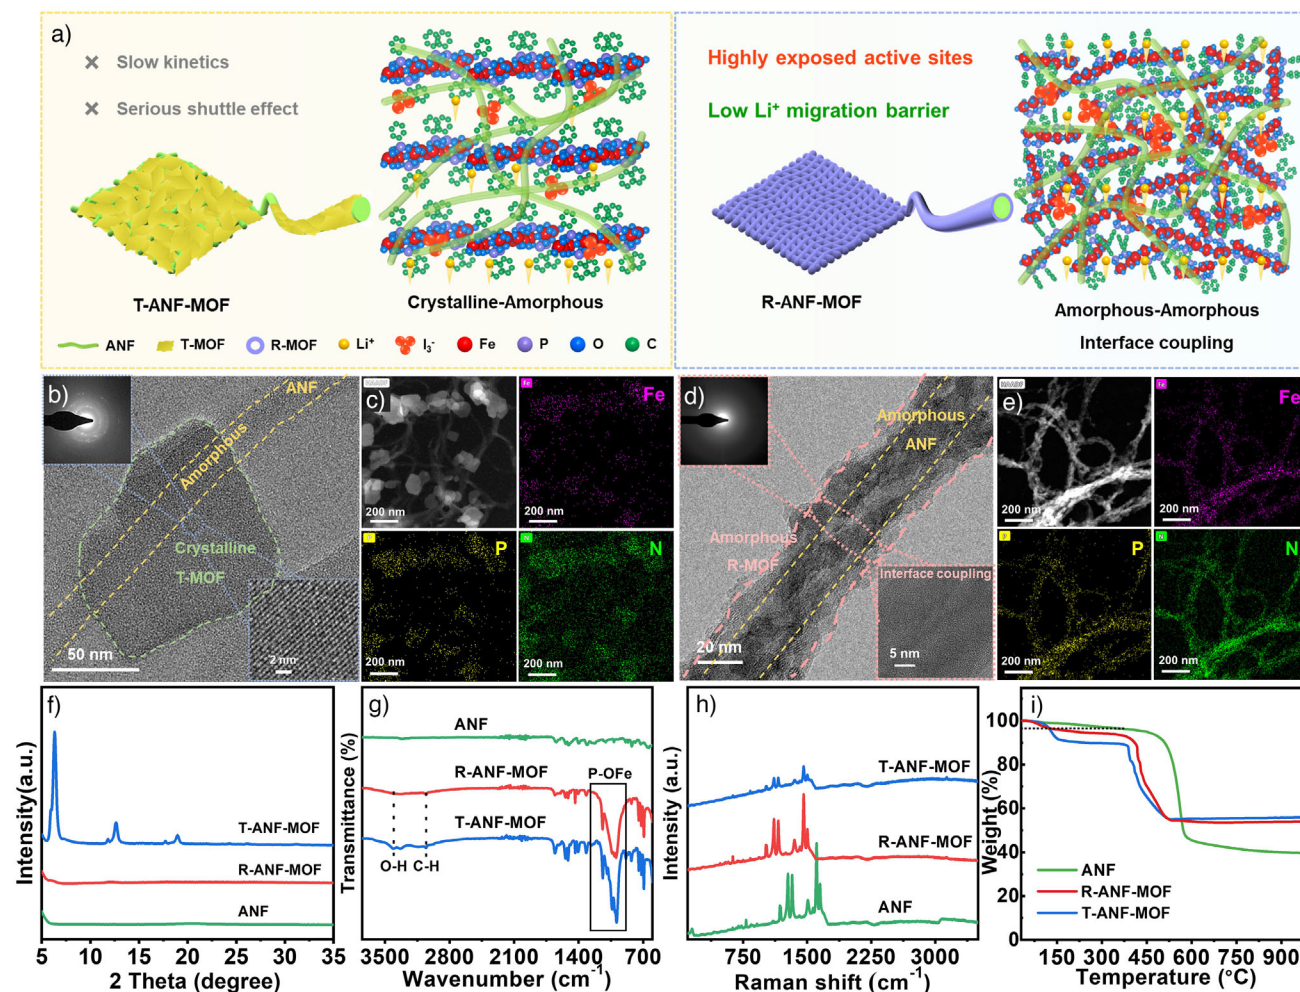 a)
× Slow kinetics
× Serious shuttle effect
T-ANF-MOF
Crystalline-Amorphous
Highly exposed active sites
Low Li⁺ migration barrier
R-ANF-MOF
Amorphous-Amorphous
Interface coupling
ANF T-MOF R-MOF Li⁺ I₃⁻ Fe P O C
b)
ANF
Amorphous
Crystalline
T-MOF
50 nm
2 nm
c)
HAADF
200 nm
Fe
Fe
200 nm
P
200 nm
N
N
200 nm
d)
Amorphous
ANF
Amorphous
R-MOF
Interface coupling
20 nm
5 nm
e)
HAADF
200 nm
Fe
Fe
200 nm
P
200 nm
N
N
200 nm
f)
Intensity(a.u.)
T-ANF-MOF
R-ANF-MOF
ANF
5 10 15 20 25 30 35
2 Theta (degree)
g)
Transmittance (%)
ANF
R-ANF-MOF
P-OFe
T-ANF-MOF
O-H C-H
3500 2800 2100 1400 700
Wavenumber (cm⁻¹)
h)
Intensity (a.u.)
T-ANF-MOF
R-ANF-MOF
ANF
750 1500 2250 3000
Raman shift (cm⁻¹)
i)
Weight (%)
100
80
60
40
20
0
ANF
R-ANF-MOF
T-ANF-MOF
150 300 450 600 750 900
Temperature (°C)